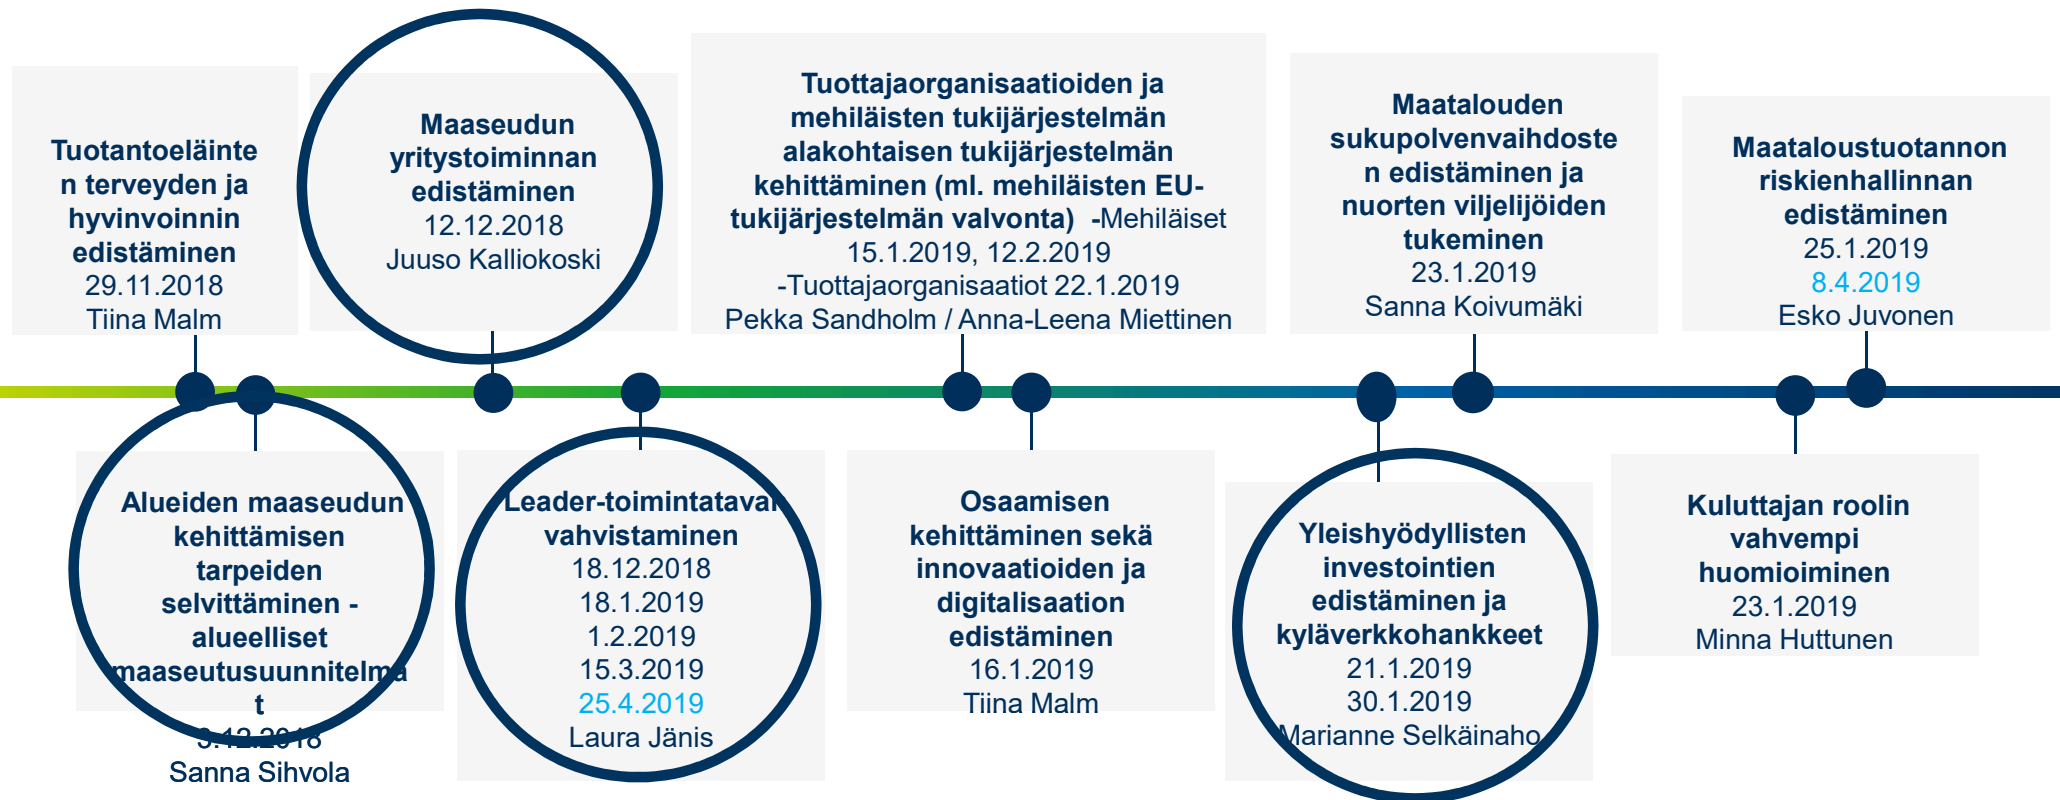 Tuotantoeläinte
n terveyden ja
hyvinvoinnin
edistäminen
29.11.2018
Tiina Malm
Maaseudun
yritystoiminnan
edistäminen
12.12.2018
Juuso Kalliokoski
Tuottajaorganisaatioiden ja
mehiläisten tukijärjestelmän
alakohtaisen tukijärjestelmän
kehittäminen (ml. mehiläisten EU-
tukijärjestelmän valvonta) -Mehiläiset
15.1.2019, 12.2.2019
-Tuottajaorganisaatiot 22.1.2019
Pekka Sandholm / Anna-Leena Miettinen
Maatalouden
sukupolvenvaihdoste
n edistäminen ja
nuorten viljelijöiden
tukeminen
23.1.2019
Sanna Koivumäki
Maataloustuotannon
riskienhallinnan
edistäminen
25.1.2019
8.4.2019
Esko Juvonen
Alueiden maaseudun
kehittämisen
tarpeiden
selvittäminen -
alueelliset
maaseutusuunnitelma
t
3.12.2018
Sanna Sihvola
Leader-toimintatavan
vahvistaminen
18.12.2018
18.1.2019
1.2.2019
15.3.2019
25.4.2019
Laura Jänis
Osaamisen
kehittäminen sekä
innovaatioiden ja
digitalisaation
edistäminen
16.1.2019
Tiina Malm
Yleishyödyllisten
investointien
edistäminen ja
kyläverkkohankkeet
21.1.2019
30.1.2019
Marianne Selkäinaho
Kuluttajan roolin
vahvempi
huomioiminen
23.1.2019
Minna Huttunen